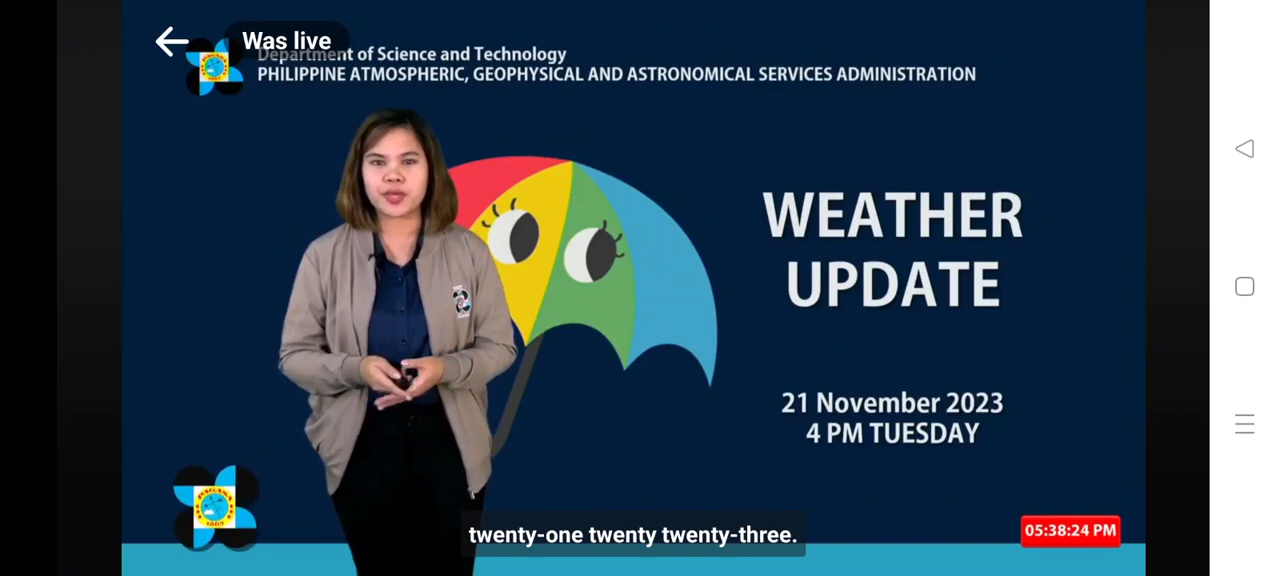 Was live
Department of Science and Technology
PHILIPPINE ATMOSPHERIC, GEOPHYSICAL AND ASTRONOMICAL SERVICES ADMINISTRATION
WEATHER
UPDATE
21 November 2023
4 PM TUESDAY
PAGASA
twenty-one twenty twenty-three.
05:38:24 PM